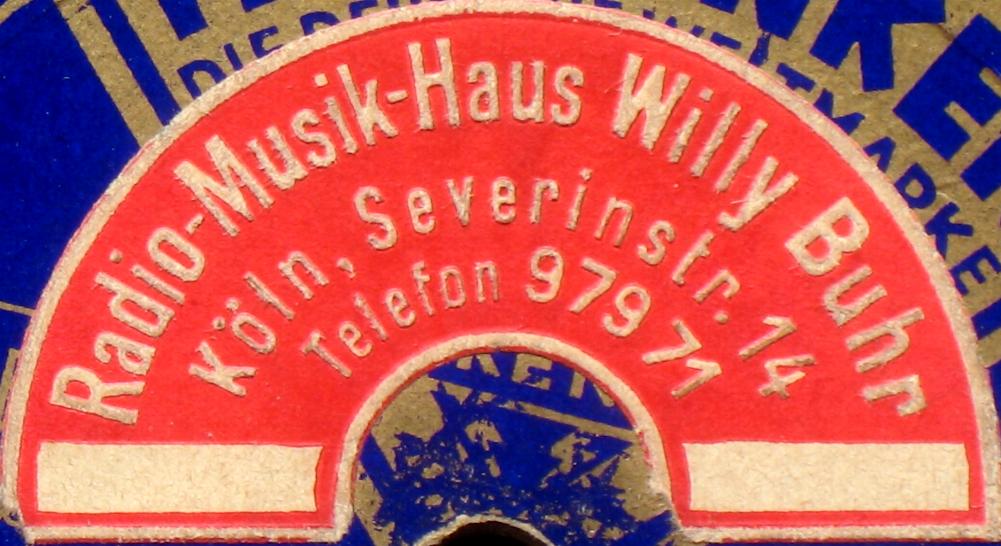 Radio-Musik-Haus Willy Buhr
Köln, Severinstr. 14
Telefon 979 71